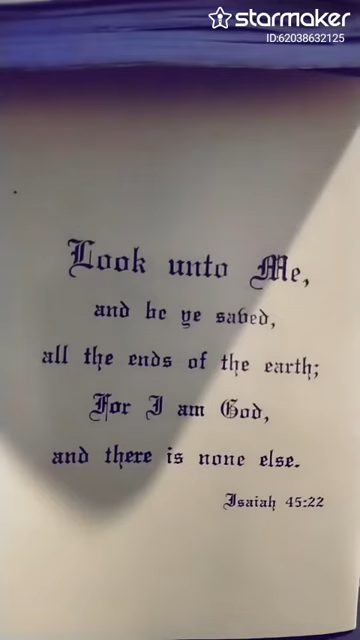 starmaker
ID:62038632125
Look unto Me,
and be ye saved,
all the ends of the earth;
For I am God,
and there is none else.
Isaiah 45:22